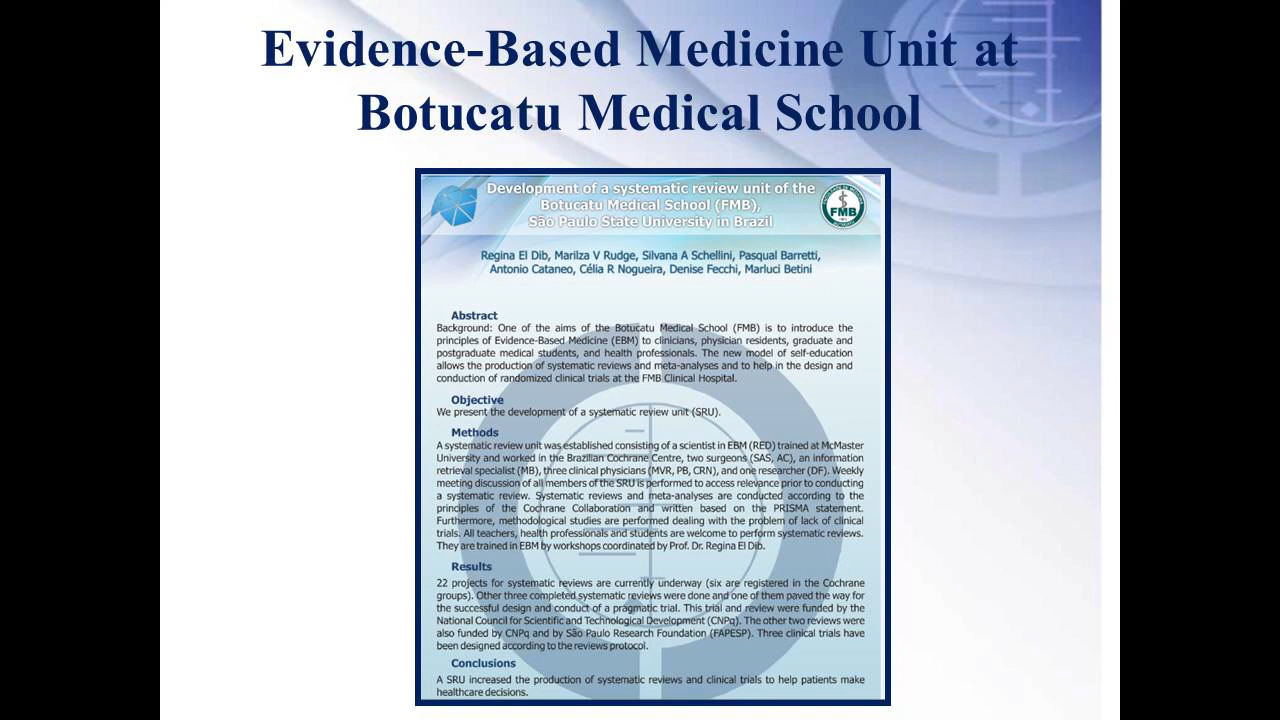 Evidence-Based Medicine Unit at
Botucatu Medical School
Development of a systematic review unit of the
Botucatu Medical School (FMB),
São Paulo State University in Brazil
FMB
Regina El Dib, Marilza V Rudge, Silvana A Schellini, Pasqual Barretti,
Antonio Cataneo, Célia R Nogueira, Denise Fecchi, Marluci Betini
Abstract
Background: One of the aims of the Botucatu Medical School (FMB) is to introduce the
principles of Evidence-Based Medicine (EBM) to clinicians, physician residents, graduate and
postgraduate medical students, and health professionals. The new model of self-education
allows the production of systematic reviews and meta-analyses and to help in the design and
conduction of randomized clinical trials at the FMB Clinical Hospital.
Objective
We present the development of a systematic review unit (SRU).
Methods
A systematic review unit was established consisting of a scientist in EBM (RED) trained at McMaster
University and worked in the Brazilian Cochrane Centre, two surgeons (SAS, AC), an information
retrieval specialist (MB), three clinical physicians (MVR, PB, CRN), and one researcher (DF). Weekly
meeting discussion of all members of the SRU is performed to access relevance prior to conducting
a systematic review. Systematic reviews and meta-analyses are conducted according to the
principles of the Cochrane Collaboration and written based on the PRISMA statement.
Furthermore, methodological studies are performed dealing with the problem of lack of clinical
trials. All teachers, health professionals and students are welcome to perform systematic reviews.
They are trained in EBM by workshops coordinated by Prof. Dr. Regina El Dib.
Results
22 projects for systematic reviews are currently underway (six are registered in the Cochrane
groups). Other three completed systematic reviews were done and one of them paved the way for
the successful design and conduct of a pragmatic trial. This trial and review were funded by the
National Council for Scientific and Technological Development (CNPq). The other two reviews were
also funded by CNPq and by São Paulo Research Foundation (FAPESP). Three clinical trials have
been designed according to the reviews protocol.
Conclusions
A SRU increased the production of systematic reviews and clinical trials to help patients make
healthcare decisions.